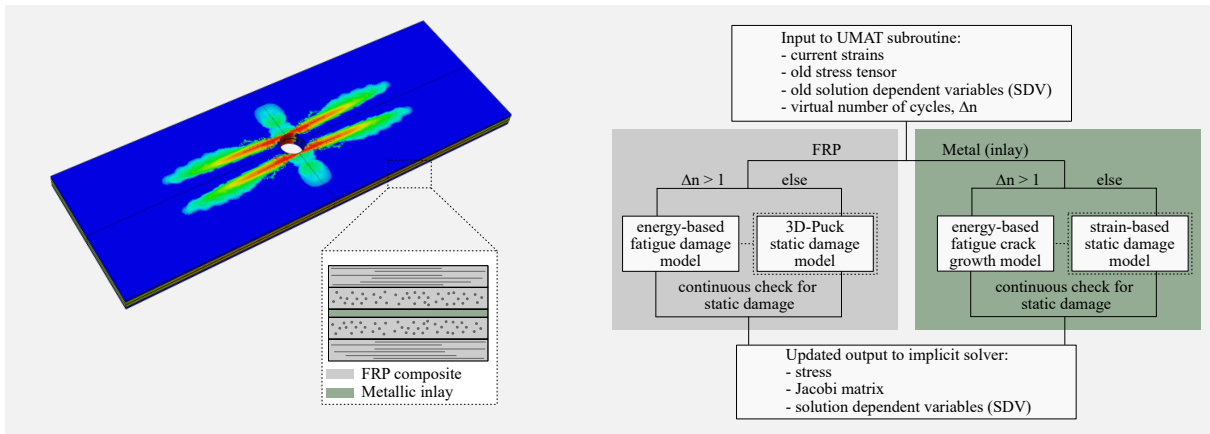 FRP composite
Metallic inlay
Input to UMAT subroutine:
- current strains
- old stress tensor
- old solution dependent variables (SDV)
- virtual number of cycles, Δn
FRP
Δn > 1
else
energy-based
fatigue damage
model
3D-Puck
static damage
model
continuous check for
static damage
Metal (inlay)
Δn > 1
else
energy-based
fatigue crack
growth model
strain-based
static damage
model
continuous check for
static damage
Updated output to implicit solver:
- stress
- Jacobi matrix
- solution dependent variables (SDV)